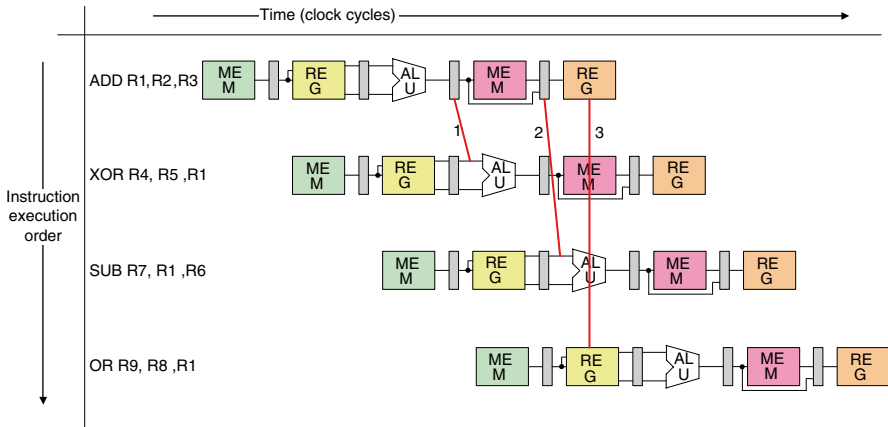 Time (clock cycles)
Instruction
execution
order
ADD R1,R2,R3
ME
M
RE
G
AL
U
ME
M
RE
G
1
2
3
XOR R4, R5 ,R1
ME
M
RE
G
AL
U
ME
M
RE
G
SUB R7, R1 ,R6
ME
M
RE
G
AL
U
ME
M
RE
G
OR R9, R8 ,R1
ME
M
RE
G
AL
U
ME
M
RE
G